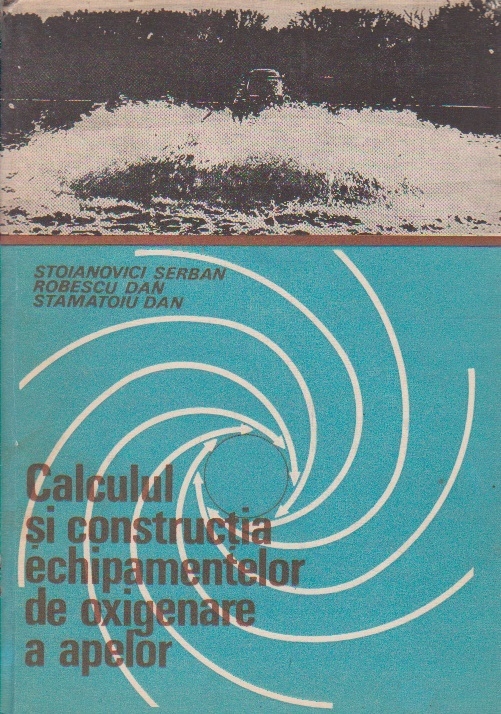 STOIANOVICI SERBAN
ROBESCU DAN
STAMATOIU DAN
Calculul
și construcția
echipamentelor
de oxigenare
a apelor